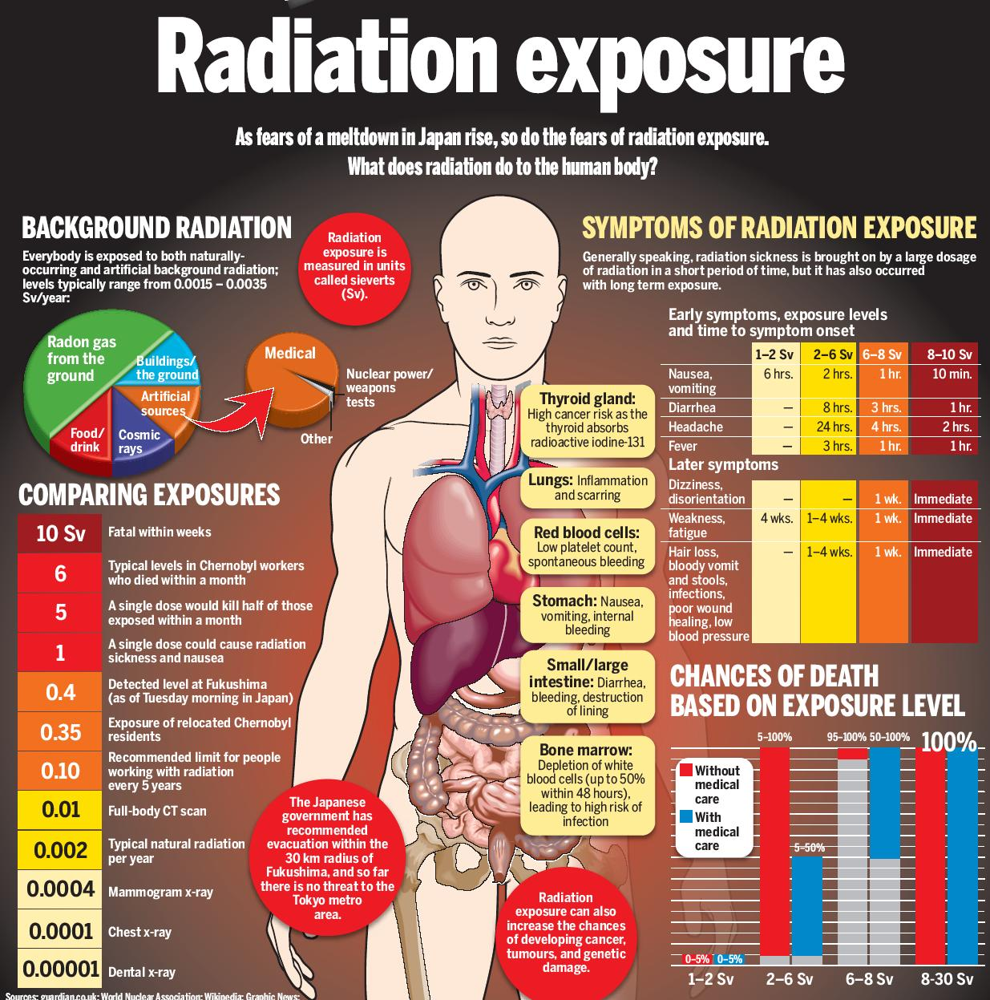 Radiation exposure
As fears of a meltdown in Japan rise, so do the fears of radiation exposure.
What does radiation do to the human body?
BACKGROUND RADIATION
Everybody is exposed to both naturally-
occurring and artificial background radiation;
levels typically range from 0.0015 – 0.0035
Sv/year:
Radiation
exposure is
measured in units
called sieverts
(Sv).
Radon gas
from the
ground
Buildings/
the ground
Artificial
sources
Food/
drink
Cosmic
rays
Medical
Nuclear power/
weapons
tests
Other
COMPARING EXPOSURES
10 Sv Fatal within weeks
6 Typical levels in Chernobyl workers
who died within a month
5 A single dose would kill half of those
exposed within a month
1 A single dose could cause radiation
sickness and nausea
0.4 Detected level at Fukushima
(as of Tuesday morning in Japan)
0.35 Exposure of relocated Chernobyl
residents
0.10 Recommended limit for people
working with radiation
every 5 years
0.01 Full-body CT scan
0.002 Typical natural radiation
per year
0.0004 Mammogram x-ray
0.0001 Chest x-ray
0.00001 Dental x-ray
Sources: guardian.co.uk; World Nuclear Association; Wikipedia; Graphic News;
The Japanese
government has
recommended
evacuation within the
30 km radius of
Fukushima, and so far
there is no threat to the
Tokyo metro
area.
Thyroid gland:
High cancer risk as the
thyroid absorbs
radioactive iodine-131
Lungs: Inflammation
and scarring
Red blood cells:
Low platelet count,
spontaneous bleeding
Stomach: Nausea,
vomiting, internal
bleeding
Small/large
intestine: Diarrhea,
bleeding, destruction
of lining
Bone marrow:
Depletion of white
blood cells (up to 50%
within 48 hours),
leading to high risk of
infection
Radiation
exposure can also
increase the chances
of developing cancer,
tumours, and genetic
damage.
SYMPTOMS OF RADIATION EXPOSURE
Generally speaking, radiation sickness is brought on by a large dosage
of radiation in a short period of time, but it has also occurred
with long term exposure.
Early symptoms, exposure levels
and time to symptom onset
1–2 Sv 2–6 Sv 6–8 Sv 8–10 Sv
Nausea, 6 hrs. 2 hrs. 1 hr. 10 min.
vomiting
Diarrhea — 8 hrs. 3 hrs. 1 hr.
Headache — 24 hrs. 4 hrs. 2 hrs.
Fever — 3 hrs. 1 hr. 1 hr.
Later symptoms
Dizziness,
disorientation — — 1 wk. Immediate
Weakness, 4 wks. 1–4 wks. 1 wk. Immediate
fatigue
Hair loss, — 1–4 wks. 1 wk. Immediate
bloody vomit
and stools,
infections,
poor wound
healing, low
blood pressure
CHANCES OF DEATH
BASED ON EXPOSURE LEVEL
5–100% 95–100% 50–100% 100%
Without
medical
care
With
medical
care
5–50%
0–5% 0–5%
1–2 Sv 2–6 Sv 6–8 Sv 8-30 Sv